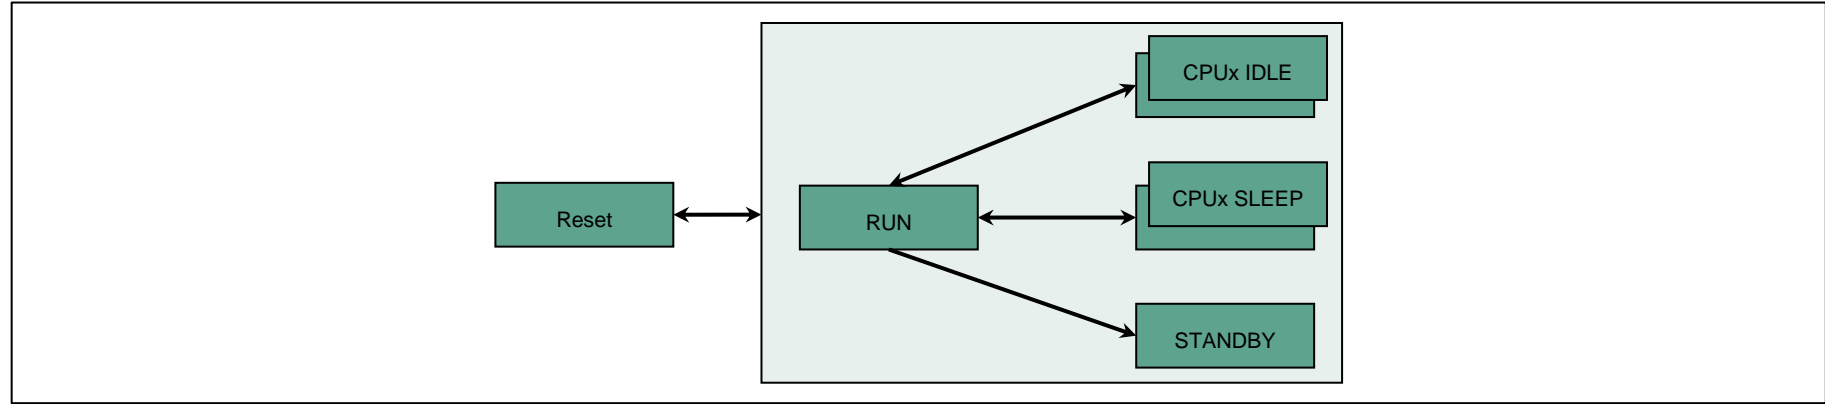 CPUx IDLE
CPUx SLEEP
Reset
RUN
STANDBY